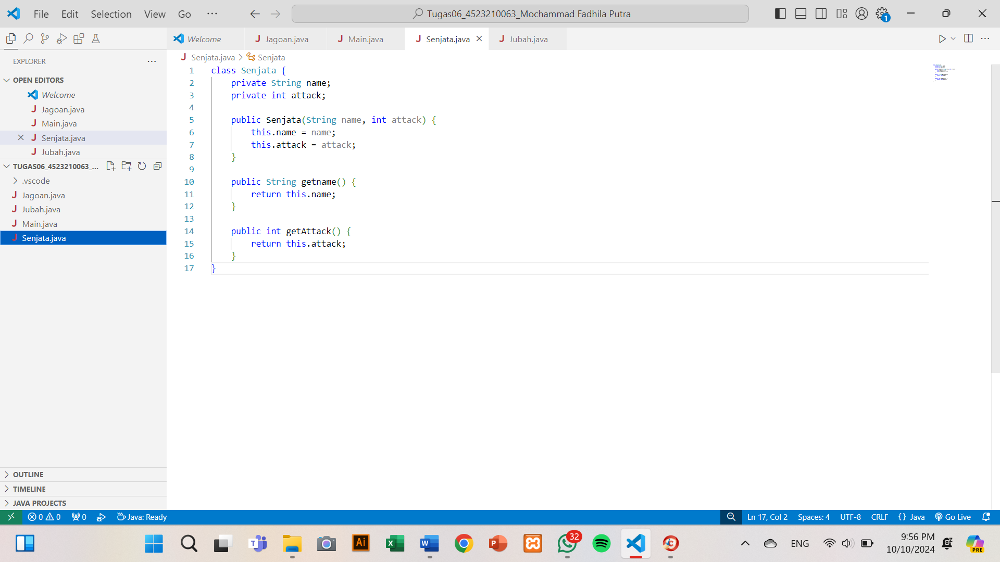 File Edit Selection View Go ··· Tugas06_4523210063_Mochammad Fadhila Putra 1
Welcome Jagoan.java Main.java Senjata.java Jubah.java
EXPLORER
OPEN EDITORS
Welcome
Jagoan.java
Main.java
Senjata.java
Jubah.java
TUGAS06_4523210063_...
.vscode
Jagoan.java
Jubah.java
Main.java
Senjata.java
OUTLINE
TIMELINE
JAVA PROJECTS
Senjata.java > Senjata
1 class Senjata {
2     private String name;
3     private int attack;
4
5     public Senjata(String name, int attack) {
6         this.name = name;
7         this.attack = attack;
8     }
9
10     public String getname() {
11         return this.name;
12     }
13
14     public int getAttack() {
15         return this.attack;
16     }
17 }
0 0 0 Java: Ready Ln 17, Col 2 Spaces: 4 UTF-8 CRLF {} Java Go Live
32 ENG 9:56 PM
10/10/2024
PRE